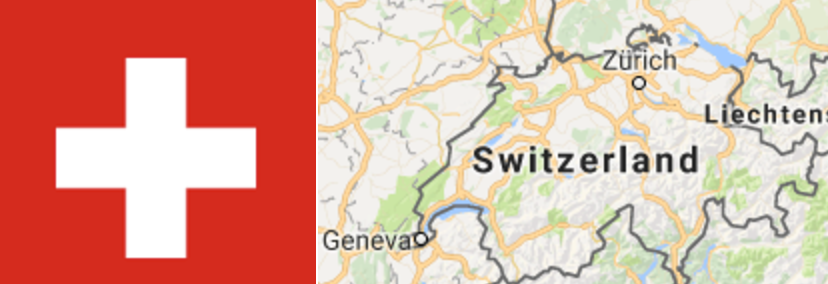 Zürich
Liechtens
Switzerland
Geneva